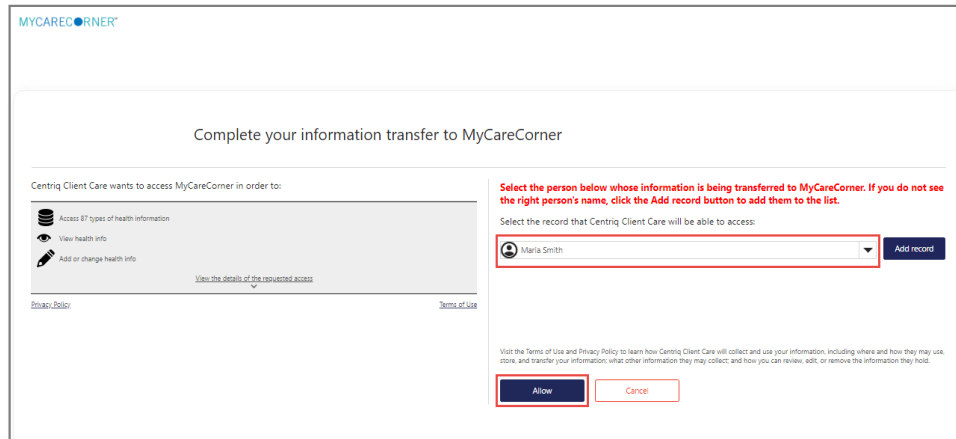 MYCARECORNER™
Complete your information transfer to MyCareCorner
Centriq Client Care wants to access MyCareCorner in order to:
Access 87 types of health information
View health info
Add or change health info
View the details of the requested access
Privacy Policy
Terms of Use
Select the person below whose information is being transferred to MyCareCorner. If you do not see
the right person's name, click the Add record button to add them to the list.
Select the record that Centriq Client Care will be able to access:
Maria Smith
Add record
Visit the Terms of Use and Privacy Policy to learn how Centriq Client Care will collect and use your information, including where and how they may use,
store, and transfer your information; what other information they may collect; and how you can review, edit, or remove the information they hold.
Allow
Cancel